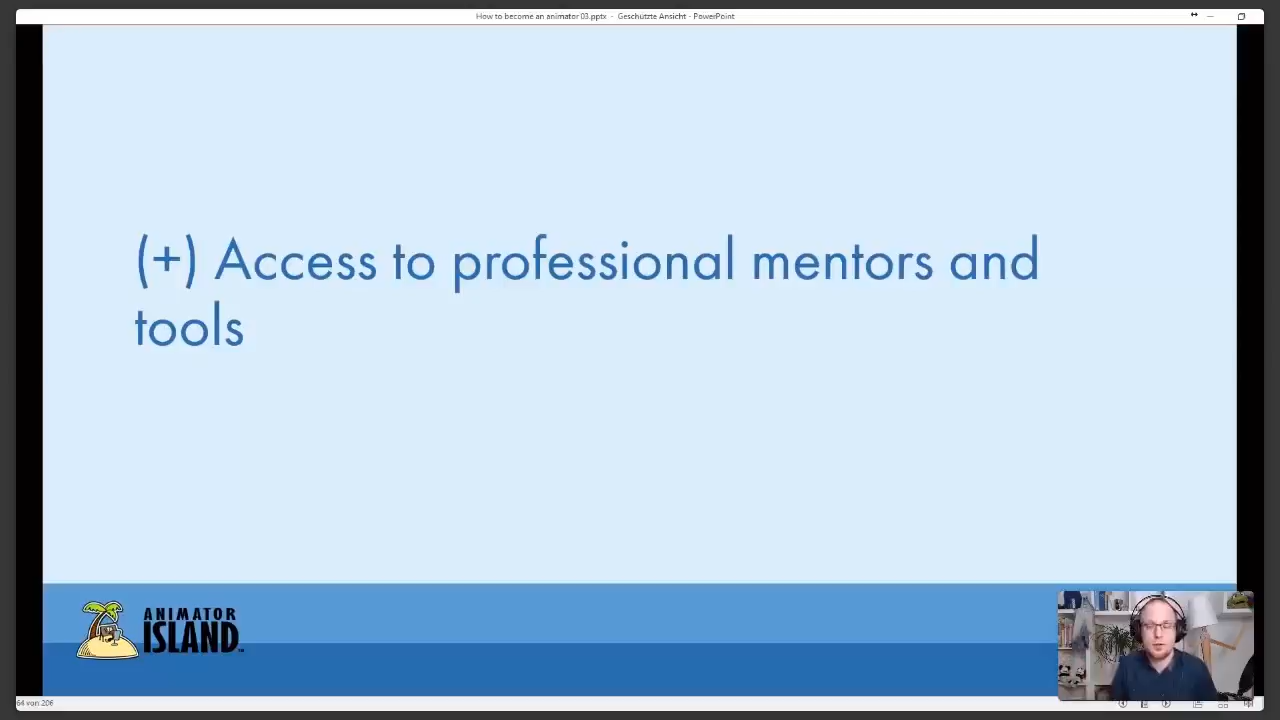 How to become an animator 03.pptx - Geschützte Ansicht - PowerPoint
(+) Access to professional mentors and
tools
ANIMATOR
ISLAND™
64 von 206